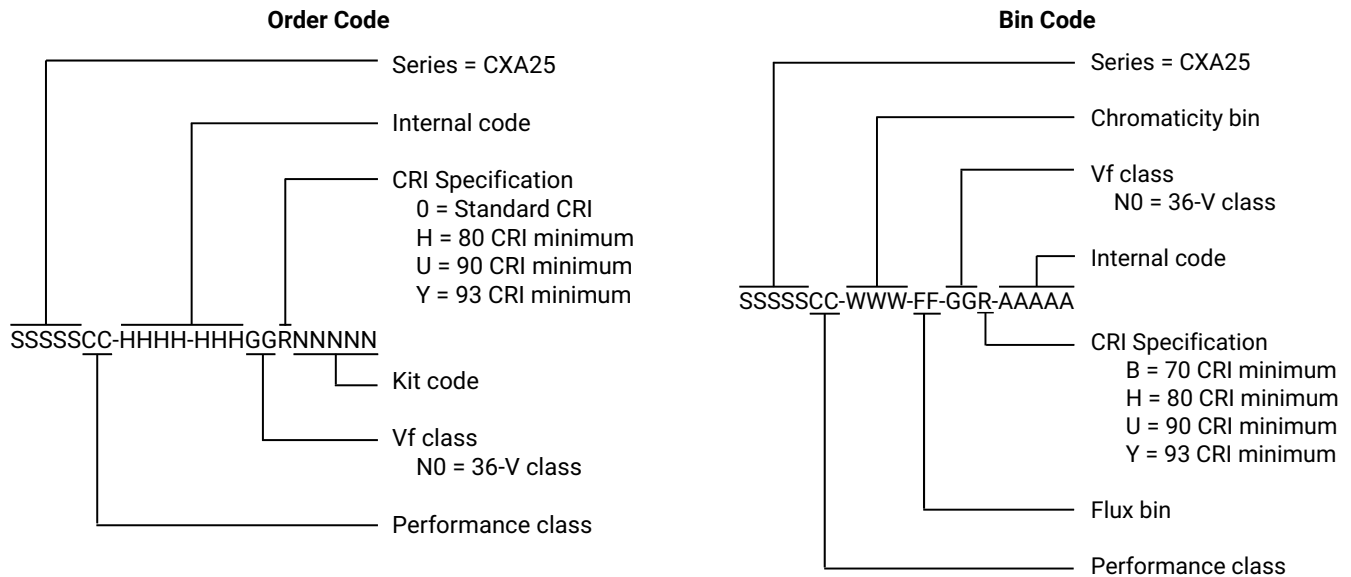 Order Code
Series = CXA25
Internal code
CRI Specification
0 = Standard CRI
H = 80 CRI minimum
U = 90 CRI minimum
Y = 93 CRI minimum
SSSSSCC-HHHH-HHHGGRNNNNN
Kit code
Vf class
N0 = 36-V class
Performance class
Bin Code
Series = CXA25
Chromaticity bin
Vf class
N0 = 36-V class
Internal code
SSSSSCC-WWW-FF-GGR-AAAAA
CRI Specification
B = 70 CRI minimum
H = 80 CRI minimum
U = 90 CRI minimum
Y = 93 CRI minimum
Flux bin
Performance class